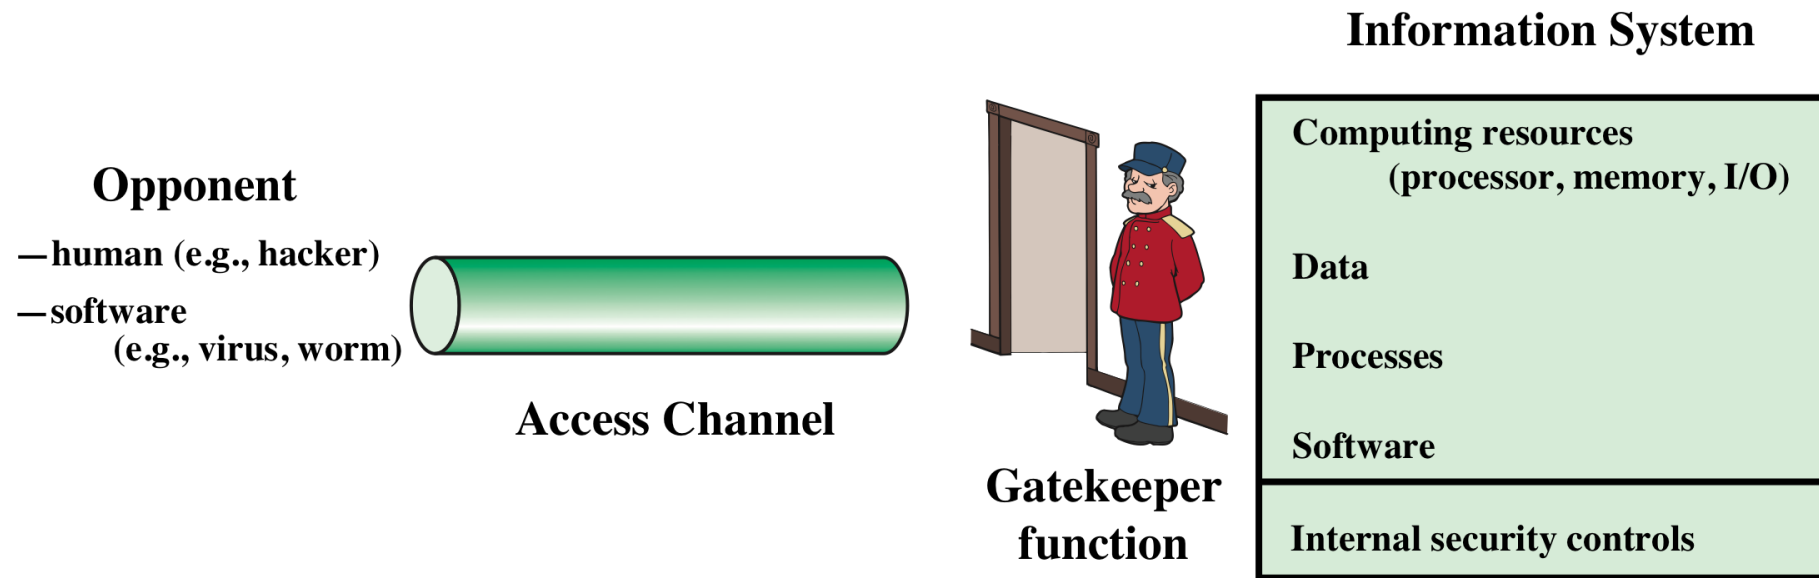 Opponent
—human (e.g., hacker)
—software
(e.g., virus, worm)
Access Channel
Gatekeeper
function
Information System
Computing resources
(processor, memory, I/O)
Data
Processes
Software
Internal security controls